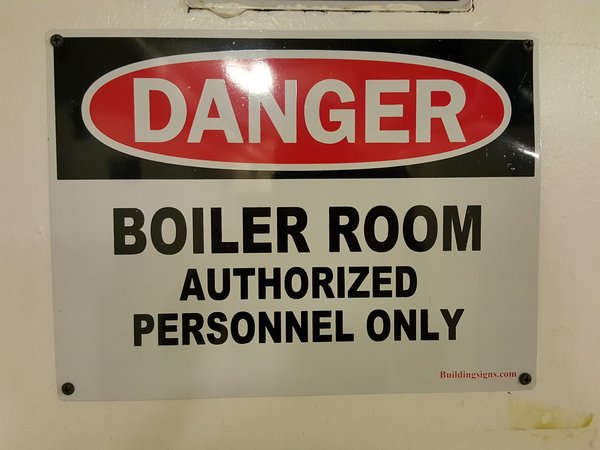 DANGER
BOILER ROOM
AUTHORIZED
PERSONNEL ONLY
Buildingsigns.com